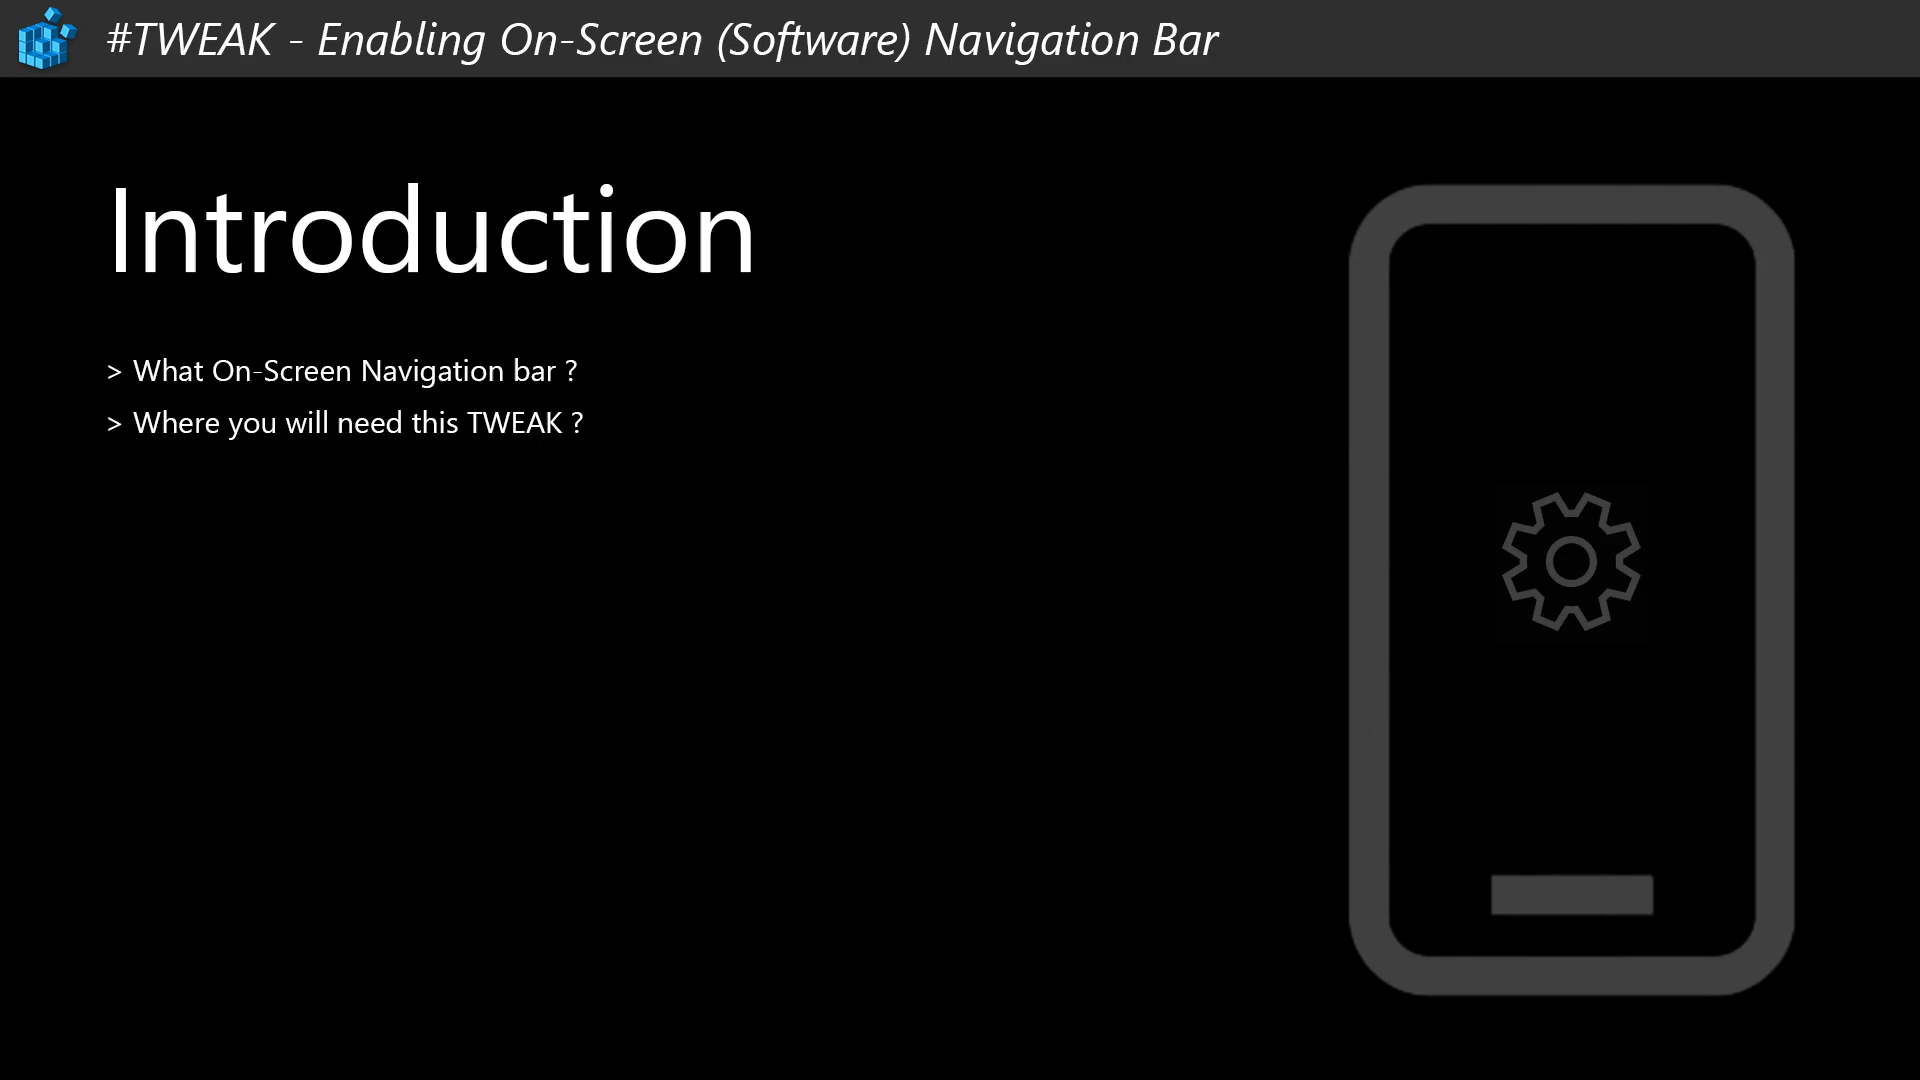 #TWEAK - Enabling On-Screen (Software) Navigation Bar
Introduction
> What On-Screen Navigation bar ?
> Where you will need this TWEAK ?